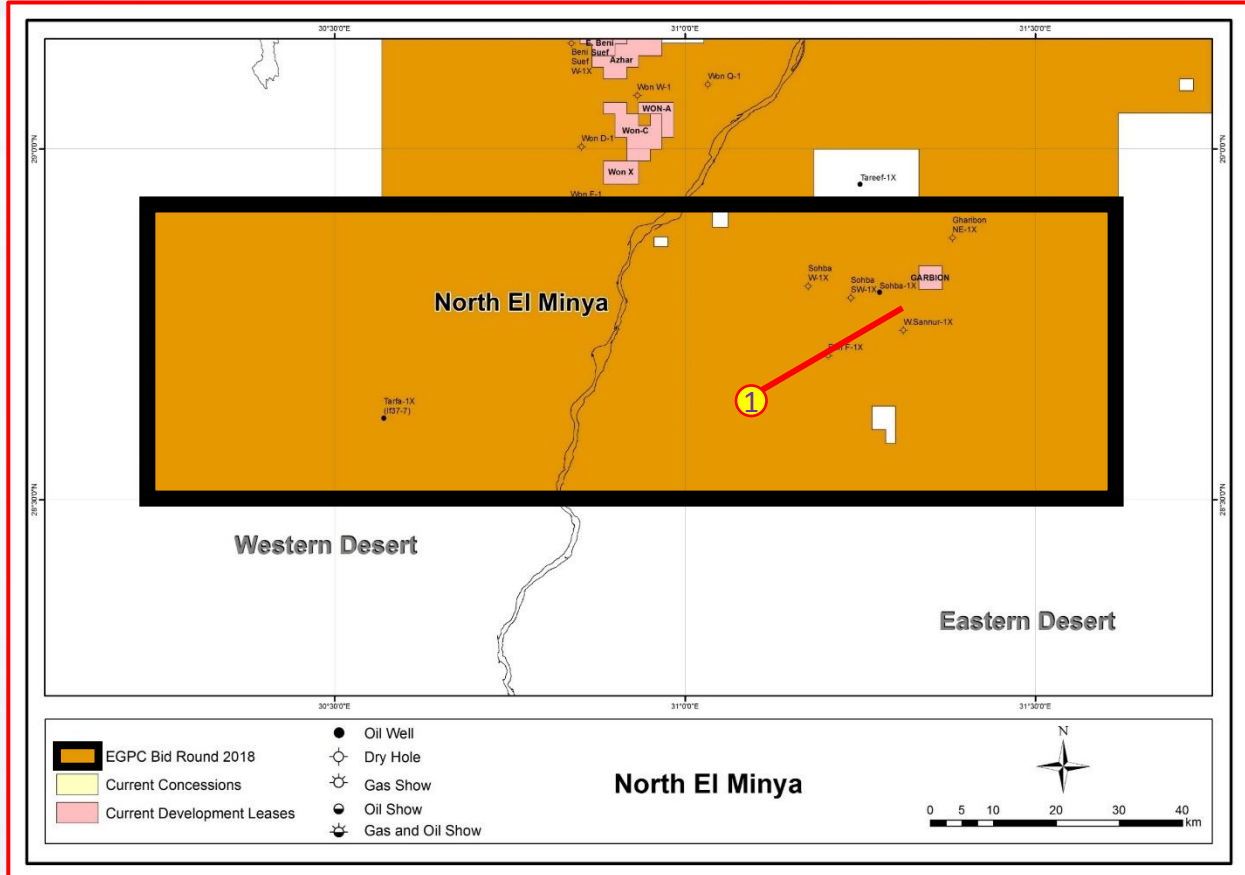 30°30'0"E
31°0'0"E
31°30'0"E
E. Beni
Suef
Azhar
Beni
Suef
W-1X
Won W-1
Won Q-1
WON-A
Won-C
Won D-1
Won X
29°0'0"N
29°0'0"N
Tareef-1X
Gharibon
NE-1X
Sohba
W-1X
Sohba
SW-1X
Sohba-1X
GARBION
North El Minya
W.Sannur-1X
1
Tarfa-1X
(If37-7)
28°30'0"N
28°30'0"N
Western Desert
Eastern Desert
30°30'0"E
31°0'0"E
31°30'0"E
EGPC Bid Round 2018
Current Concessions
Current Development Leases
Oil Well
Dry Hole
Gas Show
Oil Show
Gas and Oil Show
North El Minya
N
0 5 10 20 30 40
km